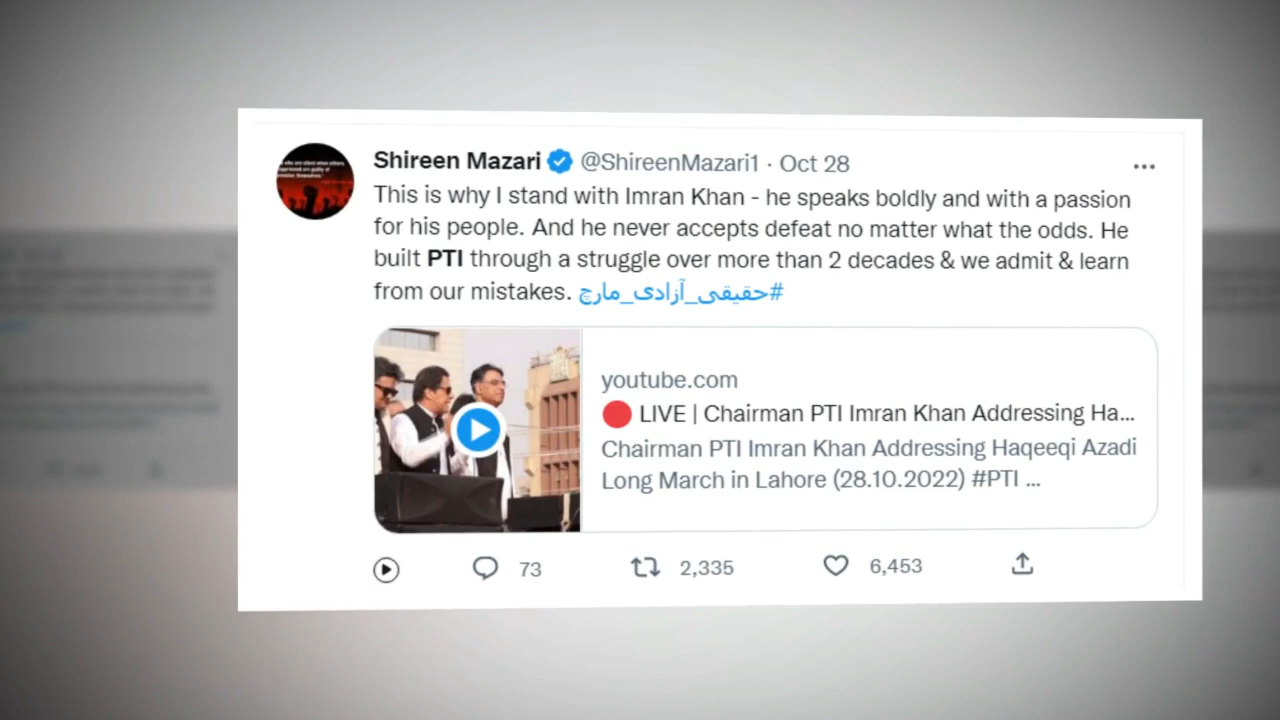 Shireen Mazari @ShireenMazari1 · Oct 28
This is why I stand with Imran Khan - he speaks boldly and with a passion
for his people. And he never accepts defeat no matter what the odds. He
built PTI through a struggle over more than 2 decades & we admit & learn
from our mistakes. #حقیقی_آزادی_مارچ
youtube.com
LIVE | Chairman PTI Imran Khan Addressing Ha...
Chairman PTI Imran Khan Addressing Haqeeqi Azadi
Long March in Lahore (28.10.2022) #PTI ...
73 2,335 6,453